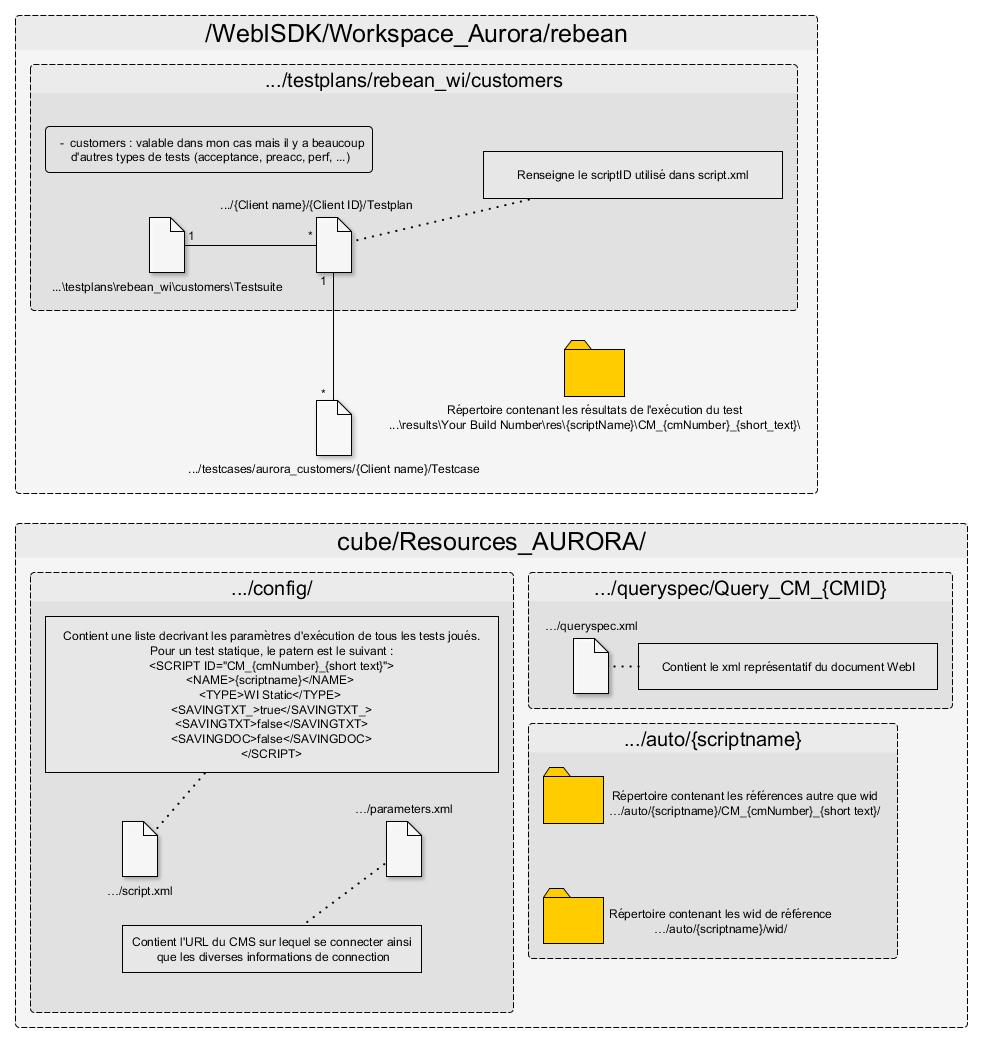 /WebISDK/Workspace_Aurora/rebean
.../testplans/rebean_wi/customers
- customers : valable dans mon cas mais il y a beaucoup
d'autres types de tests (acceptance, preacc, perf, ...)
Renseigne le scriptID utilisé dans script.xml
.../{Client name}/{Client ID}/Testplan
1
*
...\testplans\rebean_wi\customers\Testsuite
1
*
.../testcases/aurora_customers/{Client name}/Testcase
Répertoire contenant les résultats de l'exécution du test
...\results\Your Build Number\res\{scriptName}\CM_{cmNumber}_{short_text}\
cube/Resources_AURORA/
.../config/
Contient une liste decrivant les paramètres d'exécution de tous les tests joués.
Pour un test statique, le patern est le suivant :
<SCRIPT ID="CM_{cmNumber}_{short text}">
<NAME>{scriptname}</NAME>
<TYPE>WI Static</TYPE>
<SAVINGTXT_>true</SAVINGTXT_>
<SAVINGTXT>false</SAVINGTXT>
<SAVINGDOC>false</SAVINGDOC>
</SCRIPT>
.../parameters.xml
.../script.xml
Contient l'URL du CMS sur lequel se connecter ainsi
que les diverses informations de connection
.../queryspec/Query_CM_{CMID}
.../queryspec.xml
Contient le xml représentatif du document WebI
.../auto/{scriptname}
Répertoire contenant les références autre que wid
.../auto/{scriptname}/CM_{cmNumber}_{short text}/
Répertoire contenant les wid de référence
.../auto/{scriptname}/wid/